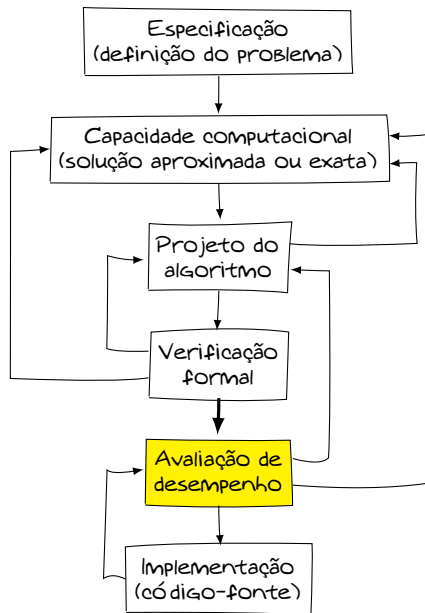 Especificação
(definição do problema)
Capacidade computacional
(solução aproximada ou exata)
Projeto do
algoritmo
Verificação
formal
Avaliação de
desempenho
Implementação
(código-fonte)